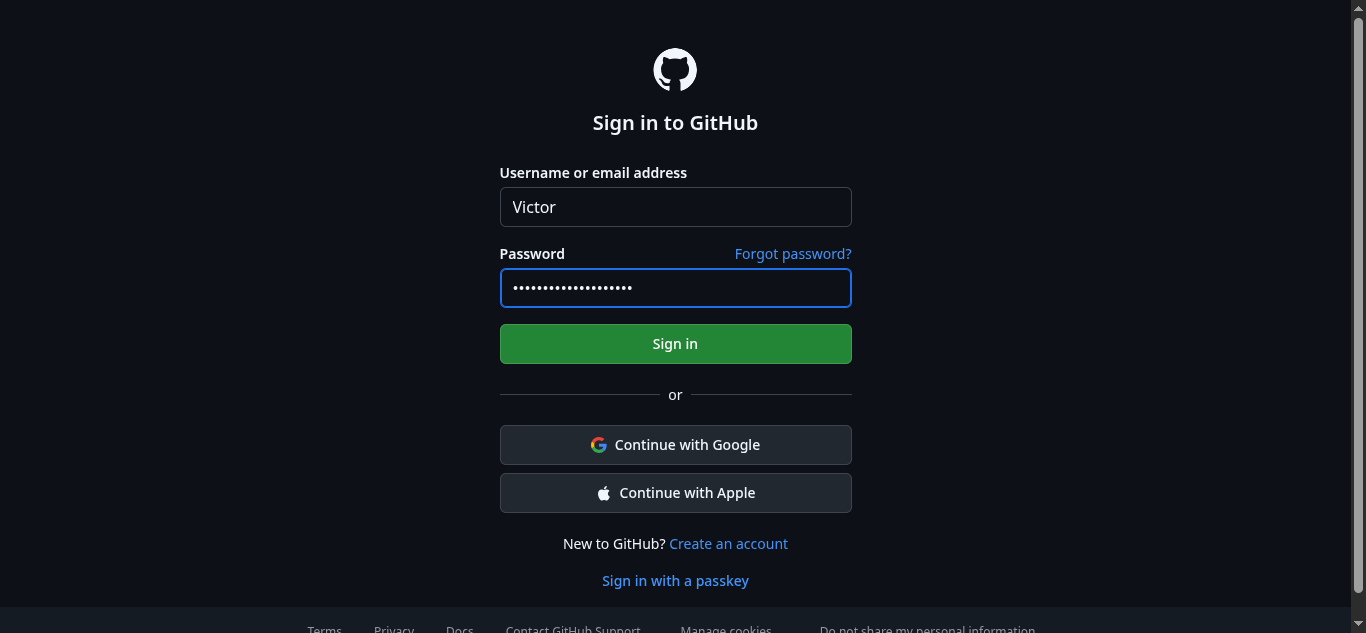 Sign in to GitHub
Username or email address
Victor
Password Forgot password?
••••••••••••••••••••
Sign in
or
Continue with Google
Continue with Apple
New to GitHub? Create an account
Sign in with a passkey
Terms Privacy Docs Contact GitHub Support Manage cookies Do not share my personal information